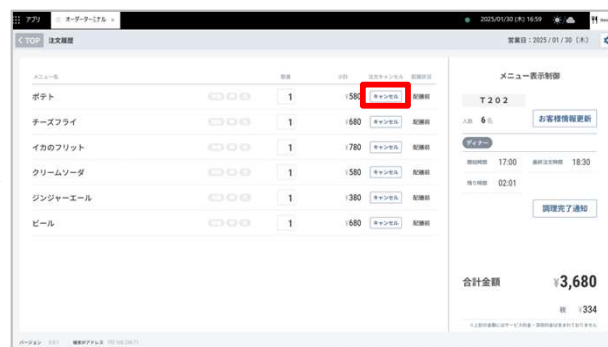 アプリ オーダーターミナル ×
2025/01/30 (木) 16:59
< TOP 注文履歴
営業日：2025 / 01 / 30 （木）
メニュー名 数量 小計 注文キャンセル 配膳状況
ポテト 1 ¥580 キャンセル 配膳前
チーズフライ 1 ¥680 キャンセル 配膳前
イカのフリット 1 ¥780 キャンセル 配膳前
クリームソーダ 1 ¥580 キャンセル 配膳前
ジンジャーエール 1 ¥380 キャンセル 配膳前
ビール 1 ¥680 キャンセル 配膳前
メニュー表示制御
T202
人数 6 名 お客様情報更新
ディナー
開始時間 17:00 最終注文時間 18:30
残り時間 02:01
調理完了通知
合計金額 ¥3,680
税 ¥334
バージョン